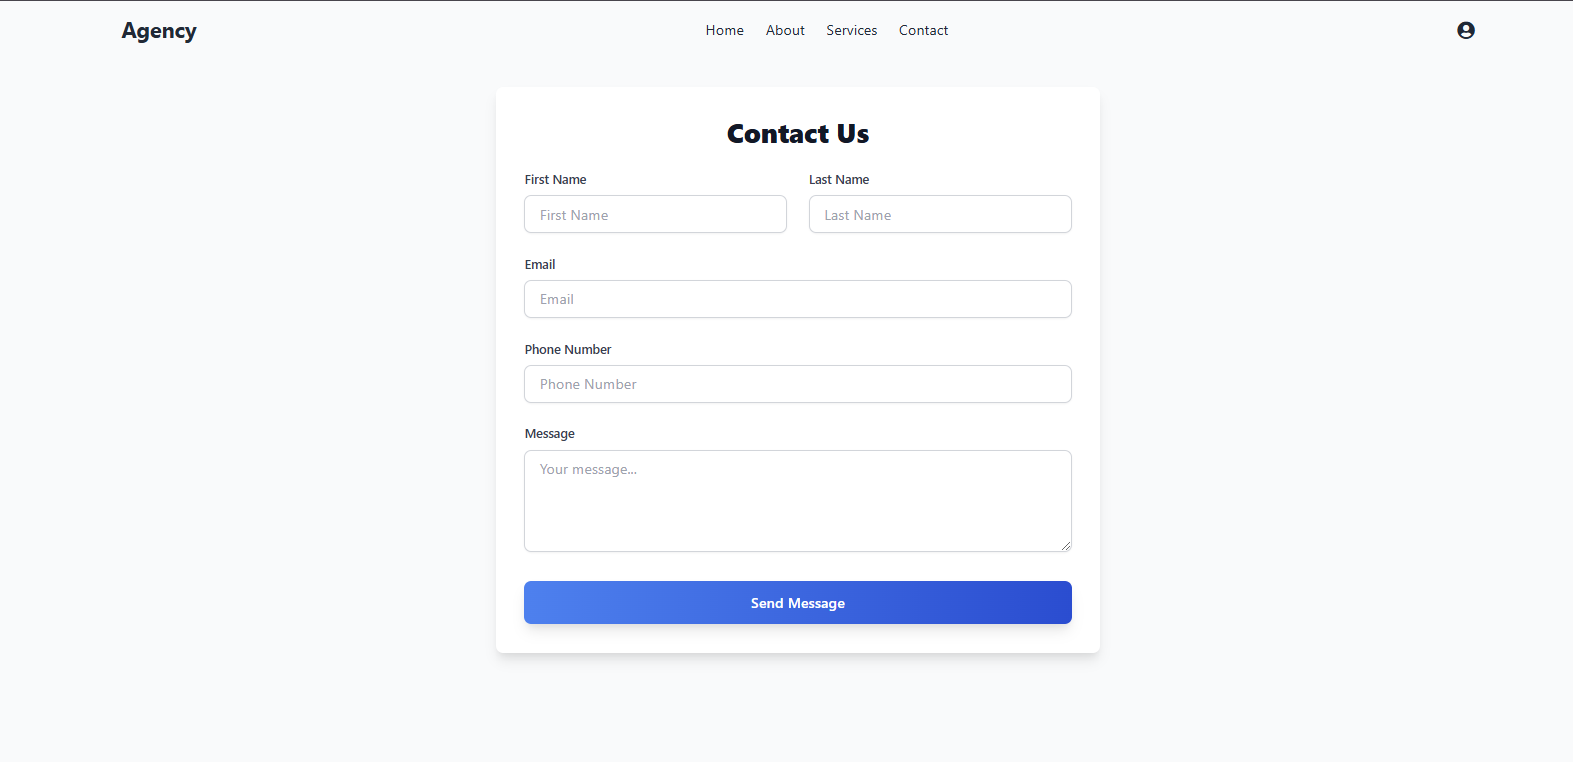 Agency Home About Services Contact
Contact Us
First Name Last Name
First Name Last Name
Email
Email
Phone Number
Phone Number
Message
Your message...
Send Message